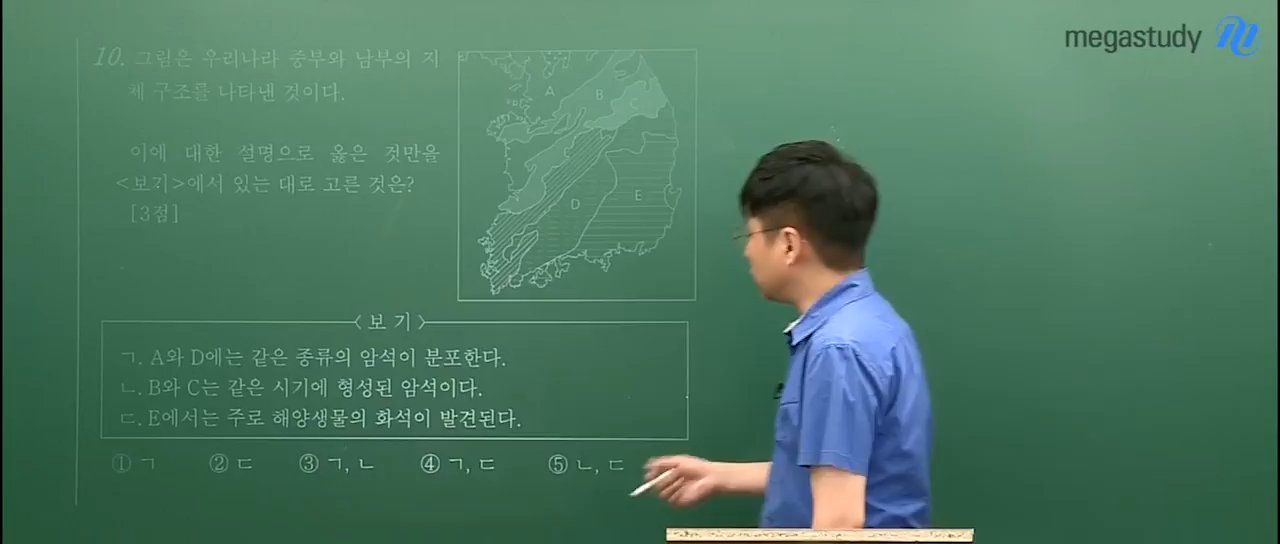 megastudy
10. 그림은 우리나라 중부와 남부의 지
체 구조를 나타낸 것이다.
이에 대한 설명으로 옳은 것만을
<보기>에서 있는 대로 고른 것은?
[3점]
A
B
C
D
E
<보 기>
ㄱ. A와 D에는 같은 종류의 암석이 분포한다.
ㄴ. B와 C는 같은 시기에 형성된 암석이다.
ㄷ. E에서는 주로 해양생물의 화석이 발견된다.
① ㄱ ② ㄷ ③ ㄱ, ㄴ ④ ㄱ, ㄷ ⑤ ㄴ, ㄷ